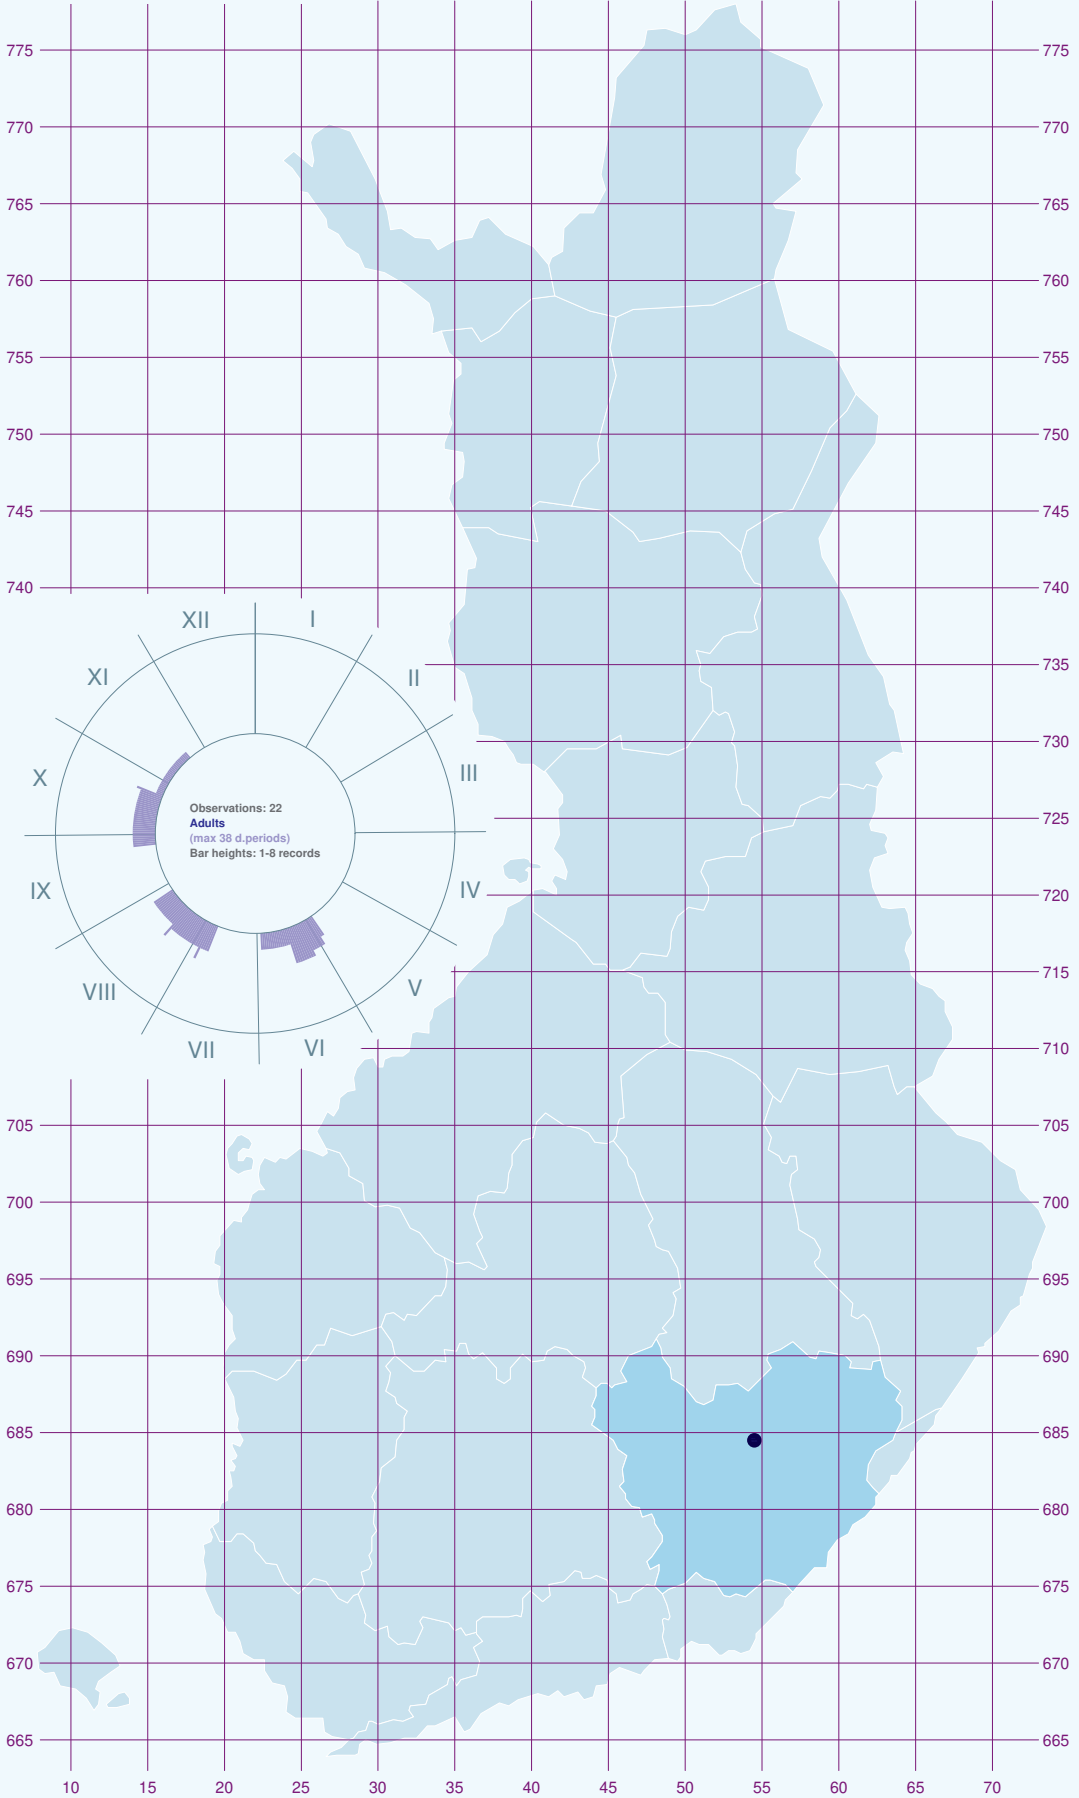 775 775
770 770
765 765
760 760
755 755
750 750
745 745
740 740
XII I
XI II
735
730
X III
Observations: 22
Adults
(max 38 d.periods)
Bar heights: 1-8 records
725
IX IV
720
VIII V
715
VII VI
710
705 705
700 700
695 695
690 690
685 685
680 680
675 675
670 670
665 665
10 15 20 25 30 35 40 45 50 55 60 65 70